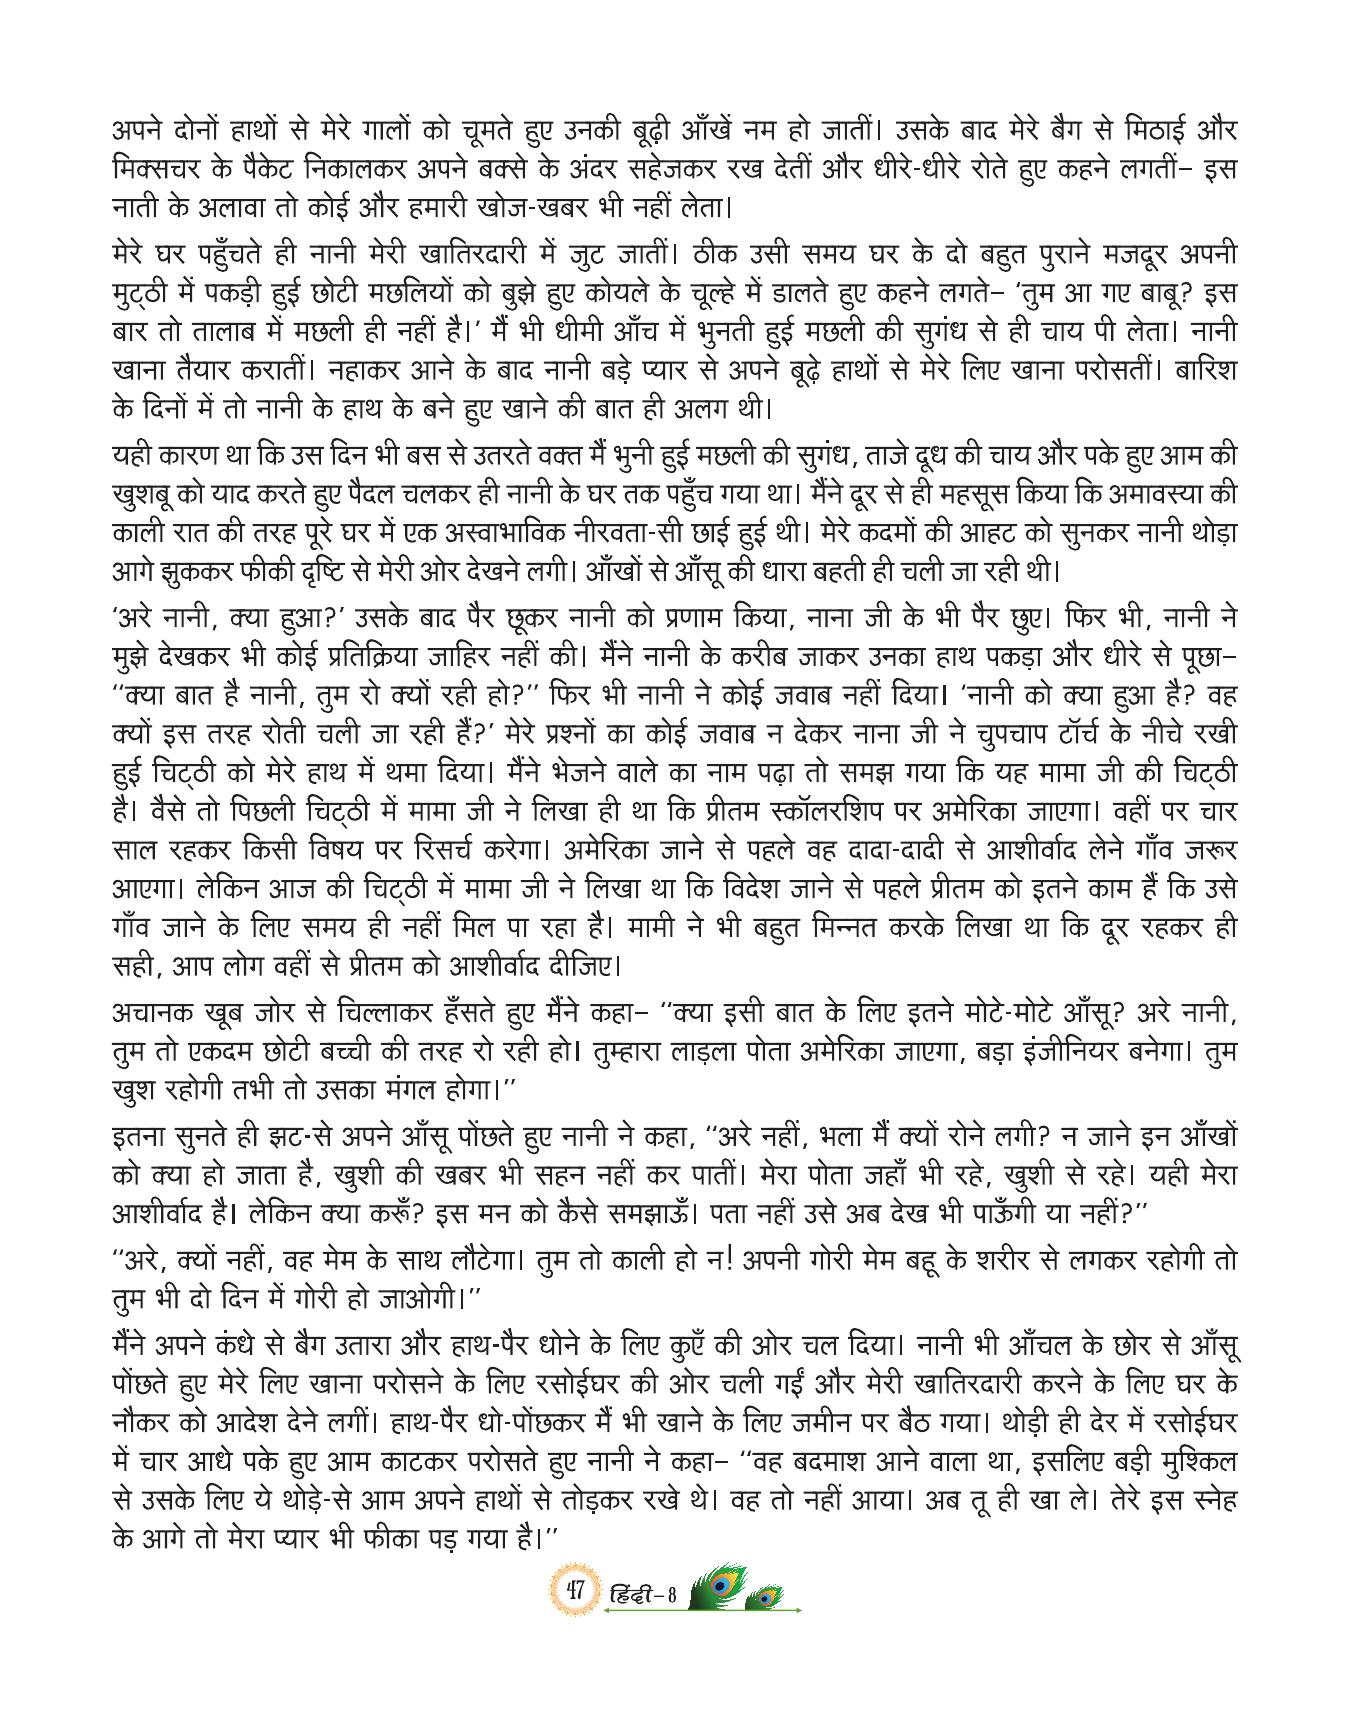 अपने दोनों हाथों से मेरे गालों को चूमते हुए उनकी बूढ़ी आँखें नम हो जातीं। उसके बाद मेरे बैग से मिठाई और
मिक्सचर के पैकेट निकालकर अपने बक्से के अंदर सहेजकर रख देतीं और धीरे-धीरे रोते हुए कहने लगतीं– इस
नाती के अलावा तो कोई और हमारी खोज-खबर भी नहीं लेता।
मेरे घर पहुँचते ही नानी मेरी खातिरदारी में जुट जातीं। ठीक उसी समय घर के दो बहुत पुराने मजदूर अपनी
मुट्ठी में पकड़ी हुई छोटी मछलियों को बुझे हुए कोयले के चूल्हे में डालते हुए कहने लगते– ‘तुम आ गए बाबू? इस
बार तो तालाब में मछली ही नहीं है।’ मैं भी धीमी आँच में भुनती हुई मछली की सुगंध से ही चाय पी लेता। नानी
खाना तैयार करातीं। नहाकर आने के बाद नानी बड़े प्यार से अपने बूढ़े हाथों से मेरे लिए खाना परोसतीं। बारिश
के दिनों में तो नानी के हाथ के बने हुए खाने की बात ही अलग थी।
यही कारण था कि उस दिन भी बस से उतरते वक्त मैं भुनी हुई मछली की सुगंध, ताजे दूध की चाय और पके हुए आम की
खुशबू को याद करते हुए पैदल चलकर ही नानी के घर तक पहुँच गया था। मैंने दूर से ही महसूस किया कि अमावस्या की
काली रात की तरह पूरे घर में एक अस्वाभाविक नीरवता-सी छाई हुई थी। मेरे कदमों की आहट को सुनकर नानी थोड़ा
आगे झुककर फीकी दृष्टि से मेरी ओर देखने लगी। आँखों से आँसू की धारा बहती ही चली जा रही थी।
‘अरे नानी, क्या हुआ?’ उसके बाद पैर छूकर नानी को प्रणाम किया, नाना जी के भी पैर छुए। फिर भी, नानी ने
मुझे देखकर भी कोई प्रतिक्रिया जाहिर नहीं की। मैंने नानी के करीब जाकर उनका हाथ पकड़ा और धीरे से पूछा–
‘‘क्या बात है नानी, तुम रो क्यों रही हो?’’ फिर भी नानी ने कोई जवाब नहीं दिया। ‘नानी को क्या हुआ है? वह
क्यों इस तरह रोती चली जा रही हैं?’ मेरे प्रश्नों का कोई जवाब न देकर नाना जी ने चुपचाप टॉर्च के नीचे रखी
हुई चिट्ठी को मेरे हाथ में थमा दिया। मैंने भेजने वाले का नाम पढ़ा तो समझ गया कि यह मामा जी की चिट्ठी
है। वैसे तो पिछली चिट्ठी में मामा जी ने लिखा ही था कि प्रीतम स्कॉलरशिप पर अमेरिका जाएगा। वहीं पर चार
साल रहकर किसी विषय पर रिसर्च करेगा। अमेरिका जाने से पहले वह दादा-दादी से आशीर्वाद लेने गाँव जरूर
आएगा। लेकिन आज की चिट्ठी में मामा जी ने लिखा था कि विदेश जाने से पहले प्रीतम को इतने काम हैं कि उसे
गाँव जाने के लिए समय ही नहीं मिल पा रहा है। मामी ने भी बहुत मिन्नत करके लिखा था कि दूर रहकर ही
सही, आप लोग वहीं से प्रीतम को आशीर्वाद दीजिए।
अचानक खूब जोर से चिल्लाकर हँसते हुए मैंने कहा– ‘‘क्या इसी बात के लिए इतने मोटे-मोटे आँसू? अरे नानी,
तुम तो एकदम छोटी बच्ची की तरह रो रही हो। तुम्हारा लाड़ला पोता अमेरिका जाएगा, बड़ा इंजीनियर बनेगा। तुम
खुश रहोगी तभी तो उसका मंगल होगा।’’
इतना सुनते ही झट-से अपने आँसू पोंछते हुए नानी ने कहा, ‘‘अरे नहीं, भला मैं क्यों रोने लगी? न जाने इन आँखों
को क्या हो जाता है, खुशी की खबर भी सहन नहीं कर पातीं। मेरा पोता जहाँ भी रहे, खुशी से रहे। यही मेरा
आशीर्वाद है। लेकिन क्या करूँ? इस मन को कैसे समझाऊँ। पता नहीं उसे अब देख भी पाऊँगी या नहीं?’’
‘‘अरे, क्यों नहीं, वह मेम के साथ लौटेगा। तुम तो काली हो न! अपनी गोरी मेम बहू के शरीर से लगकर रहोगी तो
तुम भी दो दिन में गोरी हो जाओगी।’’
मैंने अपने कंधे से बैग उतारा और हाथ-पैर धोने के लिए कुएँ की ओर चल दिया। नानी भी आँचल के छोर से आँसू
पोंछते हुए मेरे लिए खाना परोसने के लिए रसोईघर की ओर चली गईं और मेरी खातिरदारी करने के लिए घर के
नौकर को आदेश देने लगीं। हाथ-पैर धो-पोंछकर मैं भी खाने के लिए जमीन पर बैठ गया। थोड़ी ही देर में रसोईघर
में चार आधे पके हुए आम काटकर परोसते हुए नानी ने कहा– ‘‘वह बदमाश आने वाला था, इसलिए बड़ी मुश्किल
से उसके लिए ये थोड़े-से आम अपने हाथों से तोड़कर रखे थे। वह तो नहीं आया। अब तू ही खा ले। तेरे इस स्नेह
के आगे तो मेरा प्यार भी फीका पड़ गया है।’’
47 हिंदी– 8